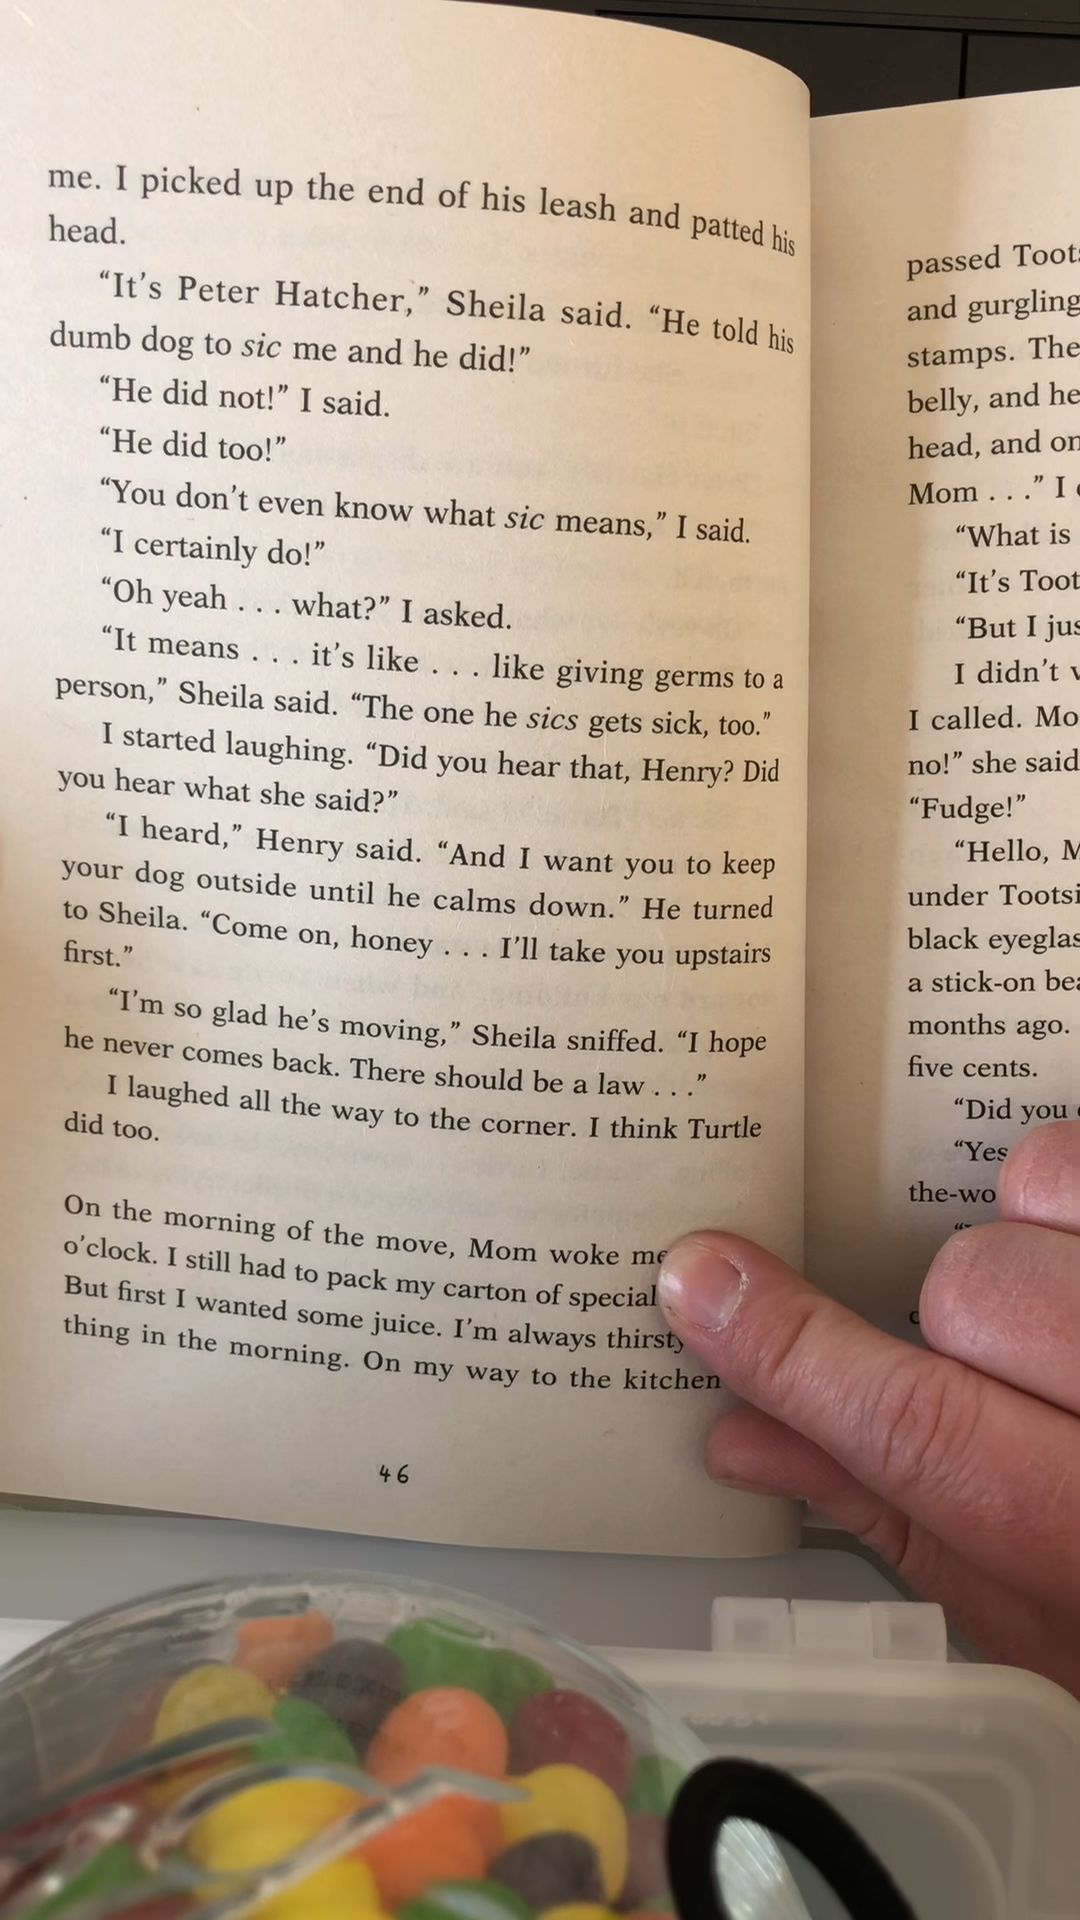 me. I picked up the end of his leash and patted his
head.
“It’s Peter Hatcher,” Sheila said. “He told his
dumb dog to sic me and he did!”
“He did not!” I said.
“He did too!”
“You don’t even know what sic means,” I said.
“I certainly do!”
“Oh yeah . . . what?” I asked.
“It means . . . it’s like . . . like giving germs to a
person,” Sheila said. “The one he sics gets sick, too.”
I started laughing. “Did you hear that, Henry? Did
you hear what she said?”
“I heard,” Henry said. “And I want you to keep
your dog outside until he calms down.” He turned
to Sheila. “Come on, honey . . . I’ll take you upstairs
first.”
“I’m so glad he’s moving,” Sheila sniffed. “I hope
he never comes back. There should be a law . . .”
I laughed all the way to the corner. I think Turtle
did too.
On the morning of the move, Mom woke me
o’clock. I still had to pack my carton of special
But first I wanted some juice. I’m always thirsty
thing in the morning. On my way to the kitchen
46
passed Toots
and gurgling
stamps. The
belly, and he
head, and on
Mom . . .” I
“What is
“It’s Toot
“But I jus
I didn’t
I called. Mo
no!” she said
“Fudge!”
“Hello, M
under Tootsi
black eyeglas
a stick-on bea
months ago.
five cents.
“Did you
“Yes
the-wo